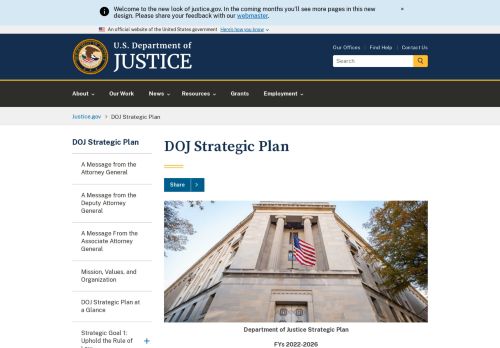 Welcome to the new look of justice.gov. In the coming months you'll see more pages in this new
design. Please share your feedback with our webmaster.
×
An official website of the United States government Here's how you know
U.S. Department of
JUSTICE
Our Offices | Find Help | Contact Us
Search
About
Our Work
News
Resources
Grants
Employment
Justice.gov
DOJ Strategic Plan
DOJ Strategic Plan
A Message from the
Attorney General
A Message from the
Deputy Attorney
General
A Message From the
Associate Attorney
General
Mission, Values, and
Organization
DOJ Strategic Plan at
a Glance
Strategic Goal 1:
Uphold the Rule of
DOJ Strategic Plan
Share
Department of Justice Strategic Plan
FYs 2022-2026